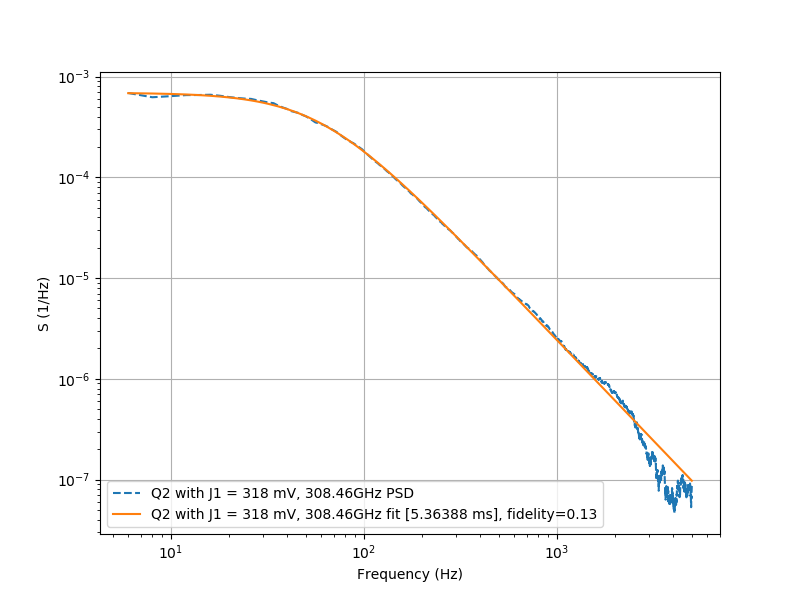 10⁻³
10⁻⁴
10⁻⁵
10⁻⁶
10⁻⁷
S (1/Hz)
Q2 with J1 = 318 mV, 308.46GHz PSD
Q2 with J1 = 318 mV, 308.46GHz fit [5.36388 ms], fidelity=0.13
10¹ 10² 10³
Frequency (Hz)